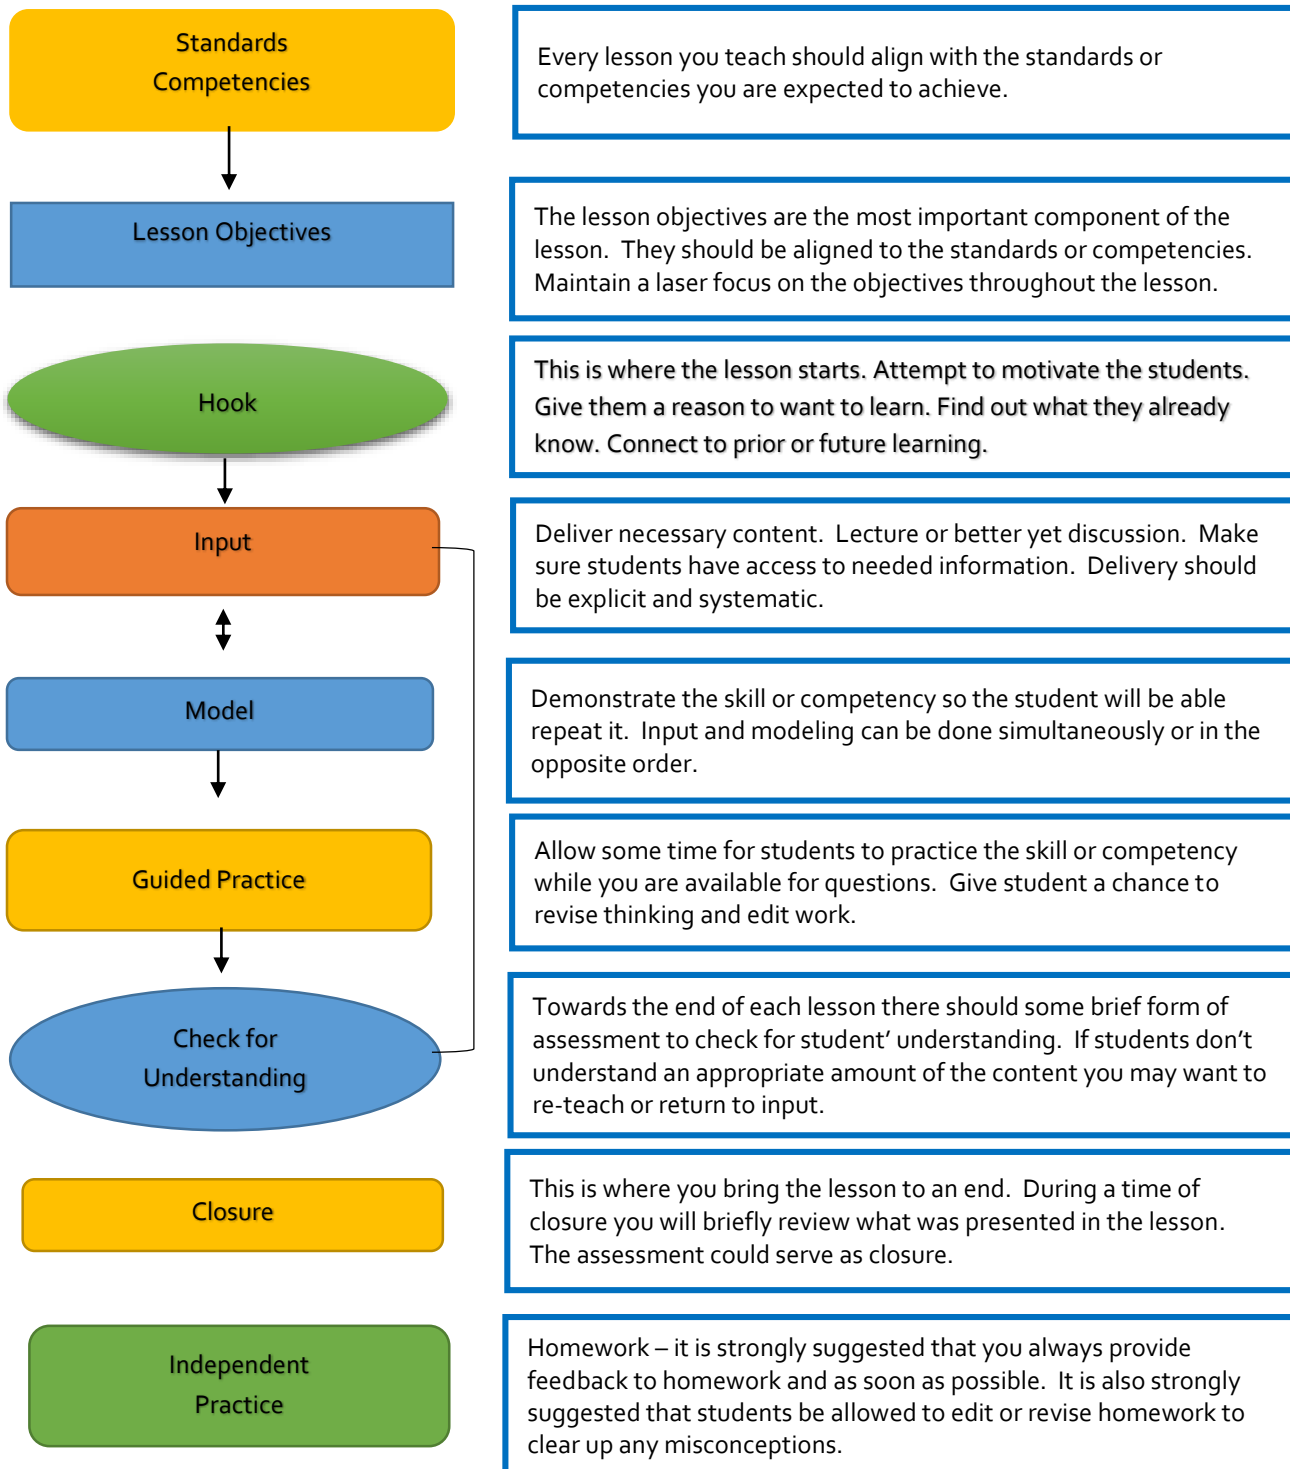 Standards
Competencies
Every lesson you teach should align with the standards or
competencies you are expected to achieve.
Lesson Objectives
The lesson objectives are the most important component of the
lesson.  They should be aligned to the standards or competencies.
Maintain a laser focus on the objectives throughout the lesson.
Hook
This is where the lesson starts. Attempt to motivate the students.
Give them a reason to want to learn. Find out what they already
know. Connect to prior or future learning.
Input
Deliver necessary content.  Lecture or better yet discussion.  Make
sure students have access to needed information.  Delivery should
be explicit and systematic.
Model
Demonstrate the skill or competency so the student will be able
repeat it.  Input and modeling can be done simultaneously or in the
opposite order.
Guided Practice
Allow some time for students to practice the skill or competency
while you are available for questions.  Give student a chance to
revise thinking and edit work.
Check for
Understanding
Towards the end of each lesson there should some brief form of
assessment to check for student’ understanding.  If students don’t
understand an appropriate amount of the content you may want to
re-teach or return to input.
Closure
This is where you bring the lesson to an end.  During a time of
closure you will briefly review what was presented in the lesson.
The assessment could serve as closure.
Independent
Practice
Homework – it is strongly suggested that you always provide
feedback to homework and as soon as possible.  It is also strongly
suggested that students be allowed to edit or revise homework to
clear up any misconceptions.